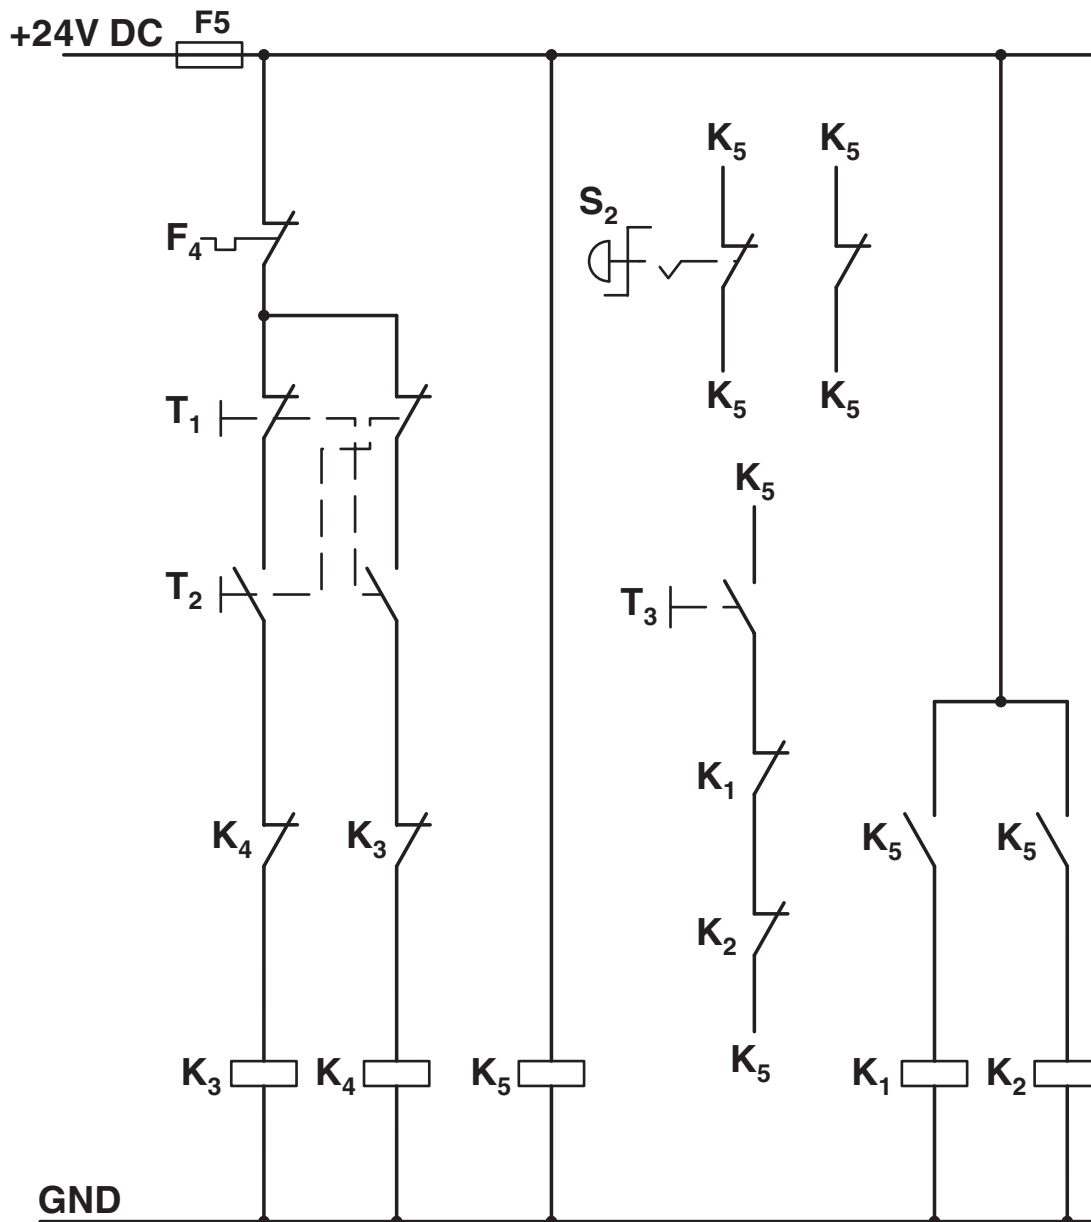 +24V DC F5
K₅ K₅
S₂
F₄
K₅ K₅
T₁
K₅
T₂ T₃
K₁
K₄ K₃ K₅ K₅
K₂
K₃ K₄ K₅ K₅ K₁ K₂
GND